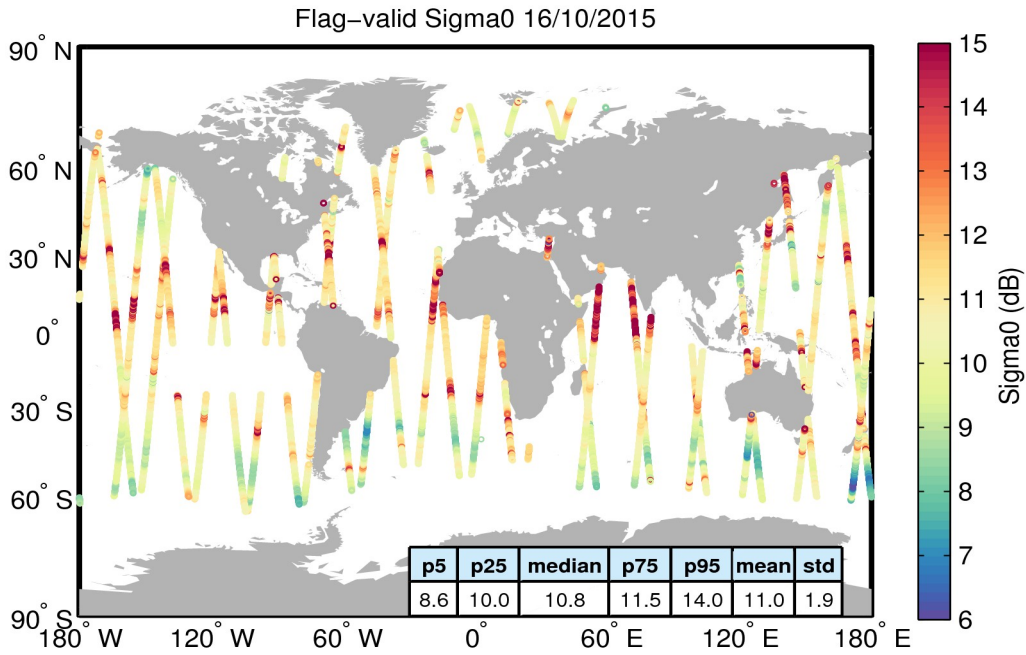 Flag−valid Sigma0 16/10/2015
90° N
60° N
30° N
0°
30° S
60° S
90° S
180° W
120° W
60° W
0°
60° E
120° E
180° E
p5 p25 median p75 p95 mean std
8.6 10.0 10.8 11.5 14.0 11.0 1.9
15
14
13
12
11
10
9
8
7
6
Sigma0 (dB)